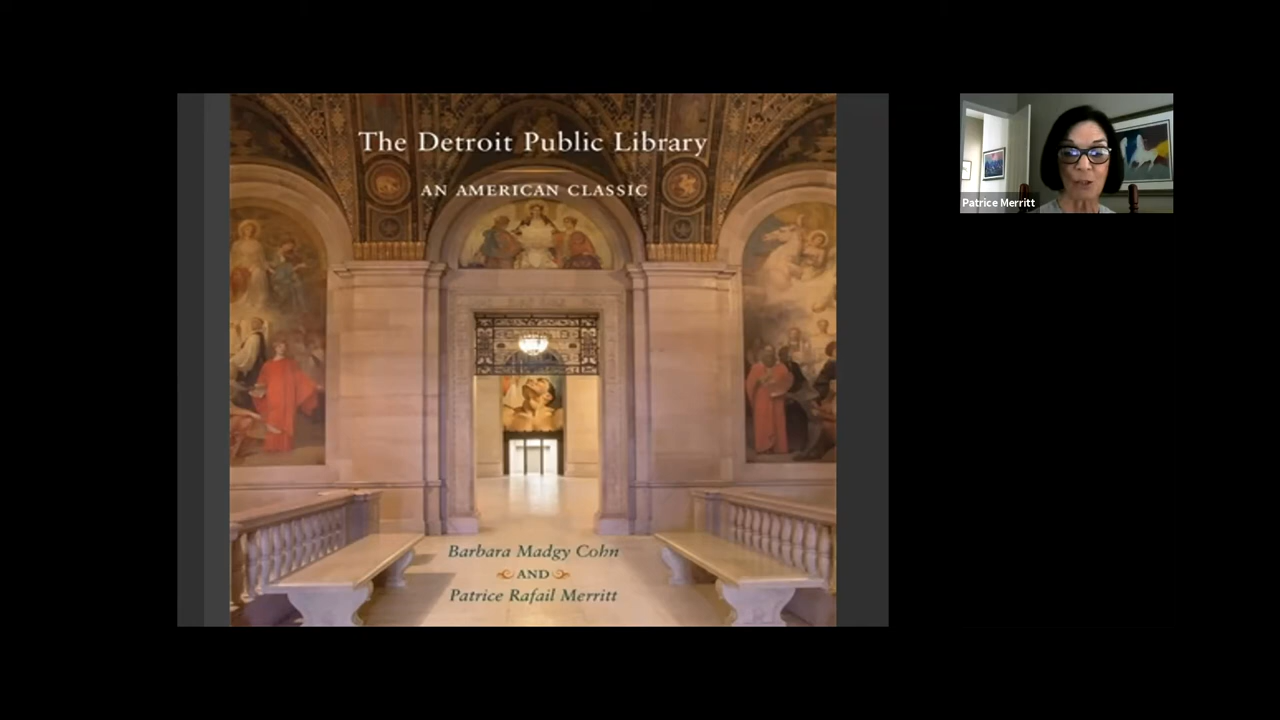 The Detroit Public Library
AN AMERICAN CLASSIC
Barbara Madgy Cohn
AND
Patrice Rafail Merritt
Patrice Merritt